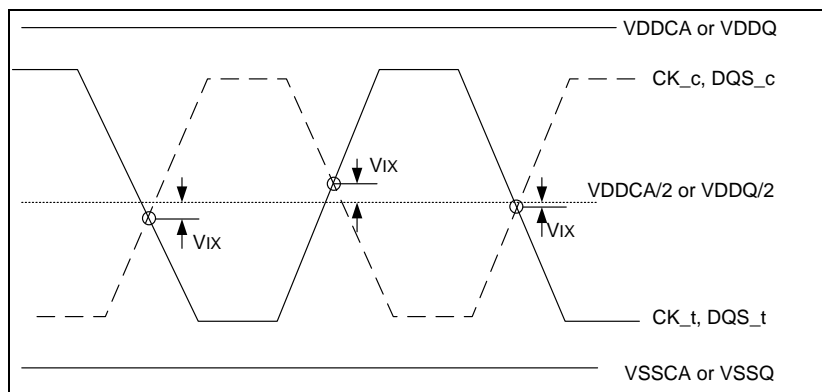 VDDCA or VDDQ
CK_c, DQS_c
VIX
VDDCA/2 or VDDQ/2
VIX
VIX
CK_t, DQS_t
VSSCA or VSSQ